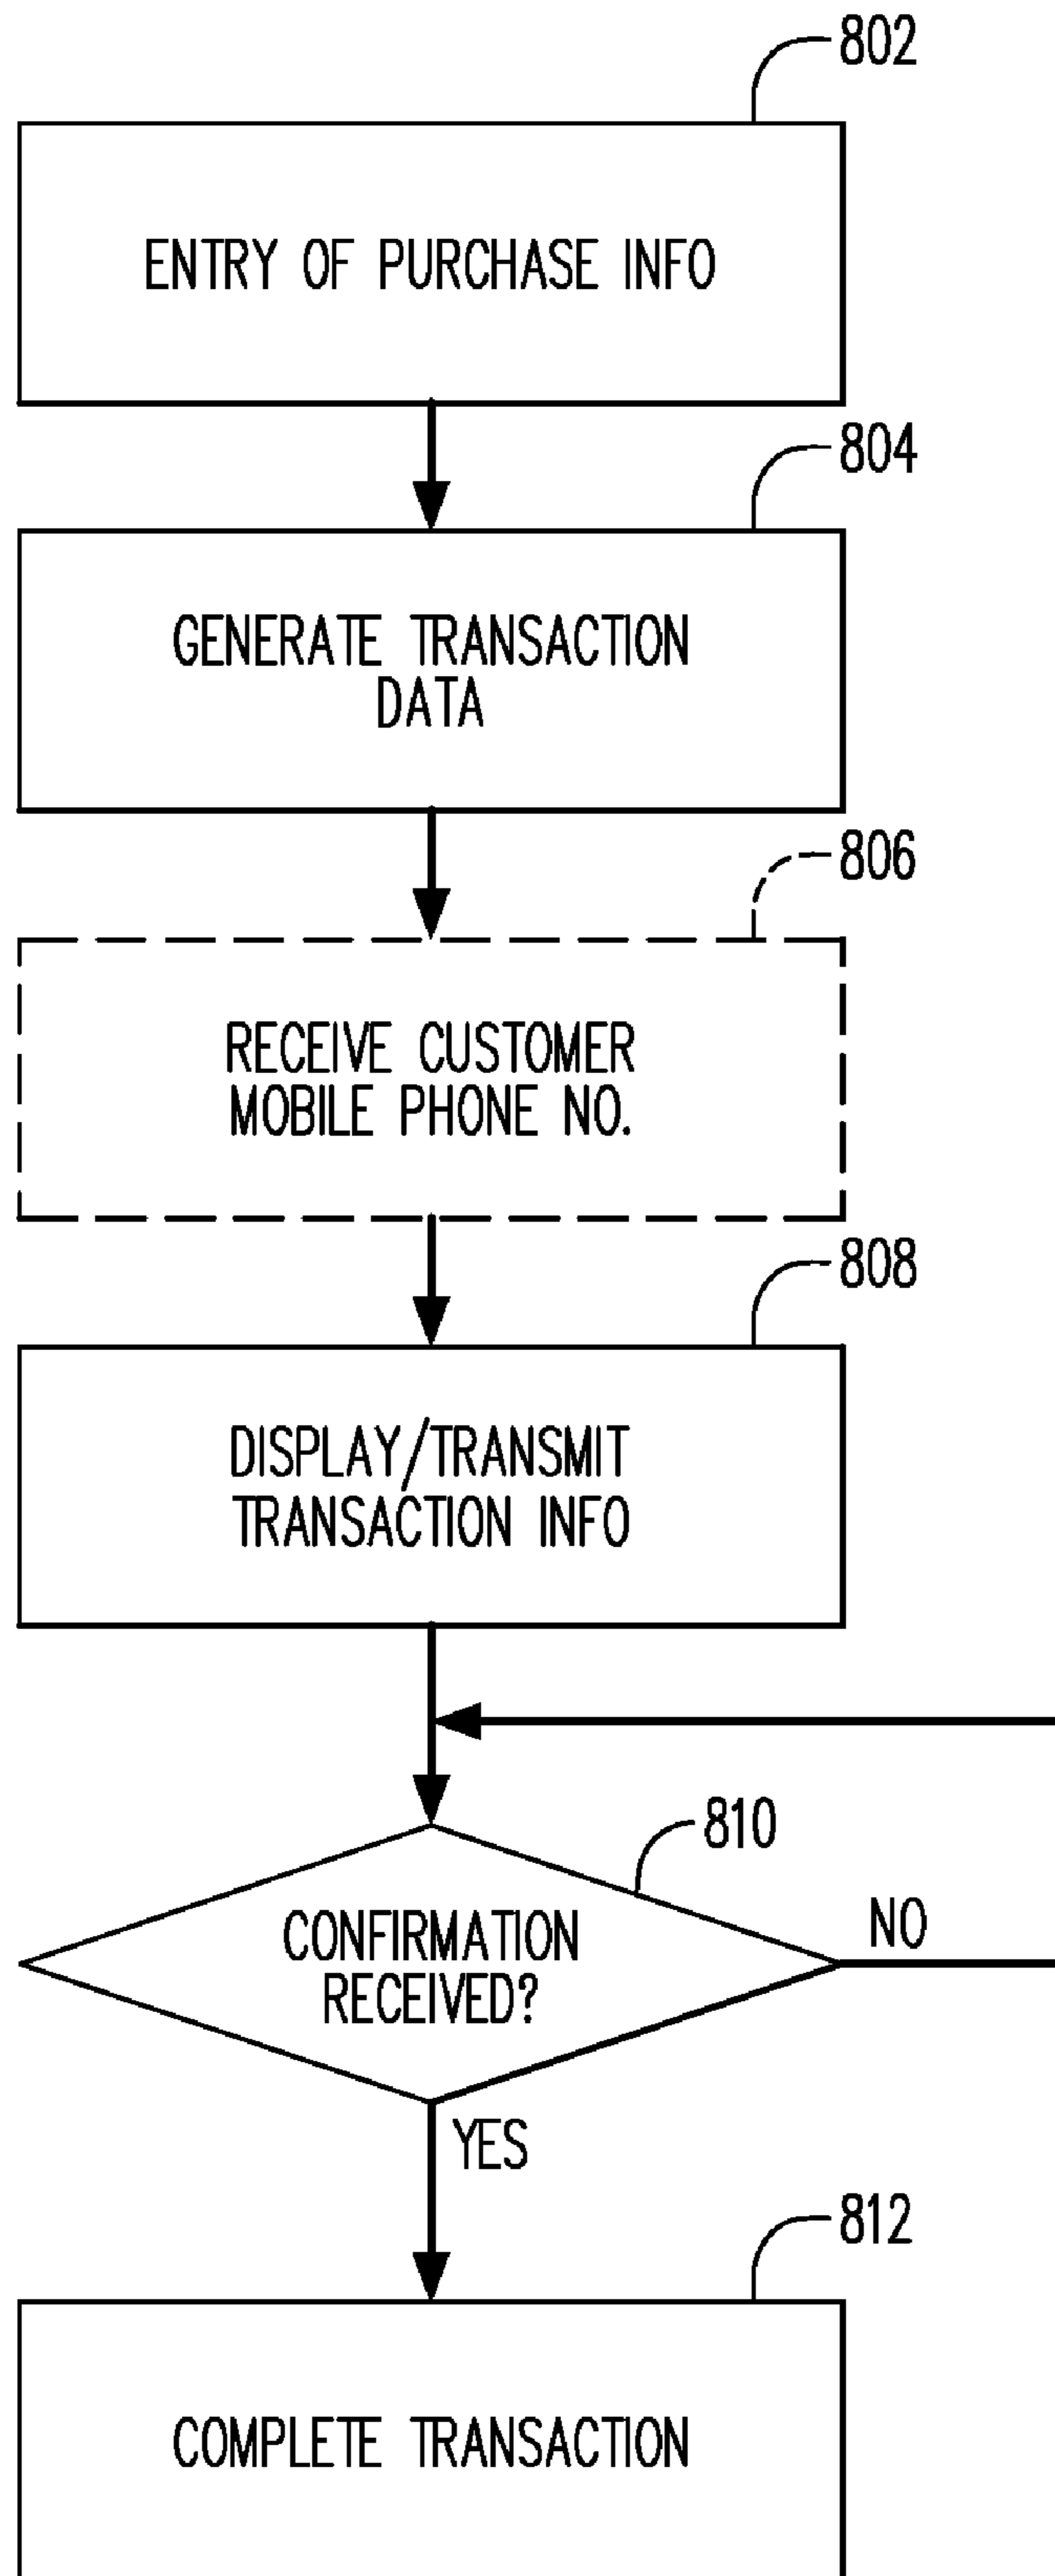 802
ENTRY OF PURCHASE INFO
804
GENERATE TRANSACTION
DATA
806
RECEIVE CUSTOMER
MOBILE PHONE NO.
808
DISPLAY/TRANSMIT
TRANSACTION INFO
810
CONFIRMATION
RECEIVED?
NO
YES
812
COMPLETE TRANSACTION